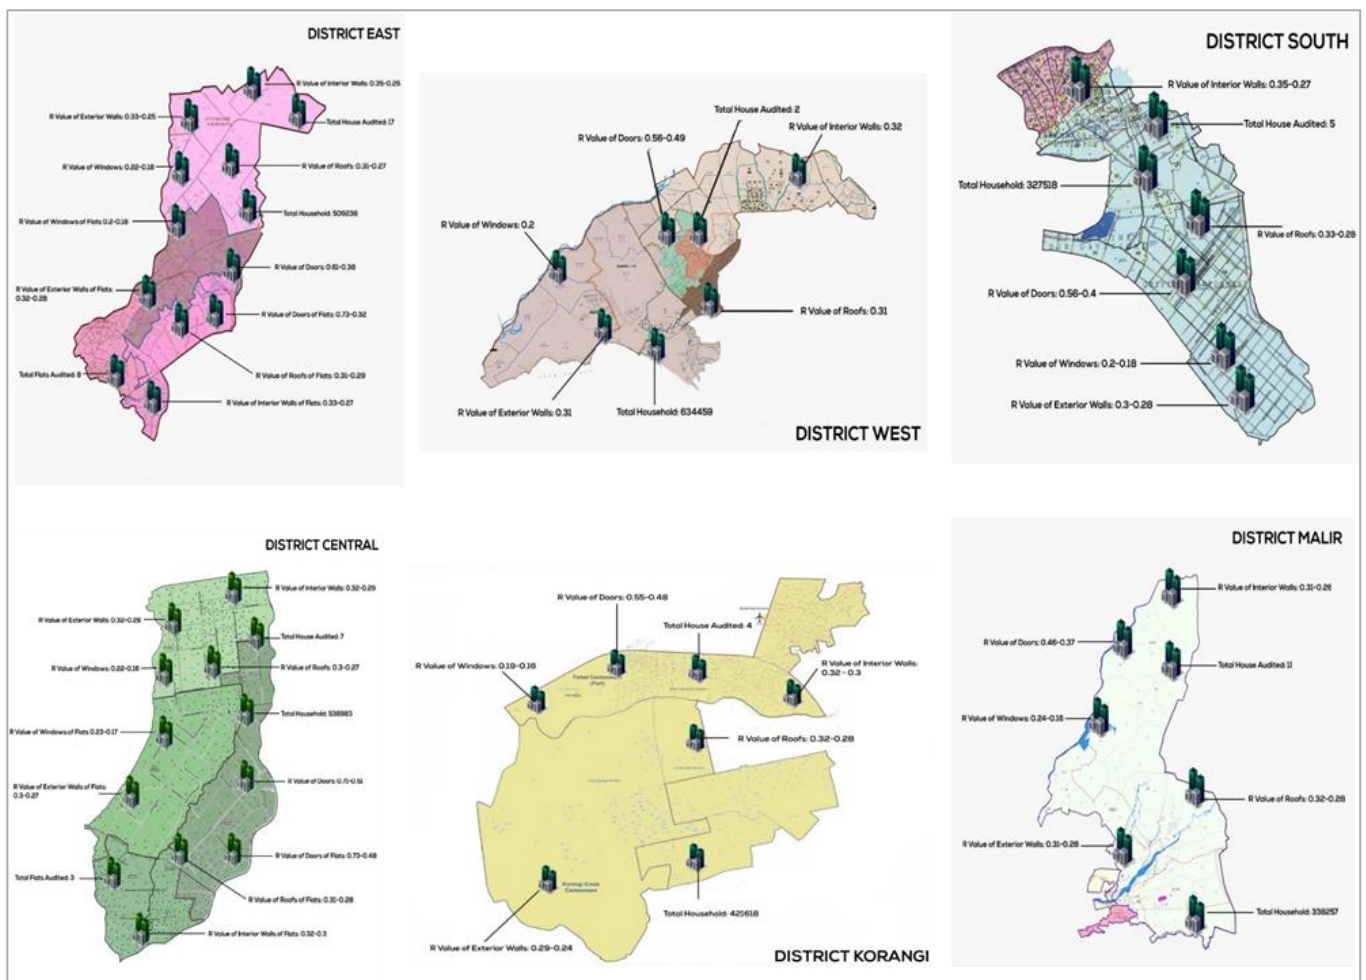 DISTRICT EAST
R Value of Interior Walls: 0.35-0.25
R Value of Exterior Walls: 0.33-0.25
Total House Audited: 17
R Value of Windows: 0.22-0.18
R Value of Roofs: 0.31-0.27
R Value of Windows of Flats: 0.2-0.18
Total Household: 509238
R Value of Doors: 0.61-0.38
R Value of Exterior Walls of Flats:
0.32-0.28
R Value of Doors of Flats: 0.73-0.32
Total Flats Audited: 8
R Value of Roofs of Flats: 0.31-0.29
R Value of Interior Walls of Flats: 0.33-0.27
Total House Audited: 2
R Value of Doors: 0.56-0.49
R Value of Interior Walls: 0.32
R Value of Windows: 0.2
R Value of Roofs: 0.31
R Value of Exterior Walls: 0.31
Total Household: 634459
DISTRICT WEST
DISTRICT SOUTH
R Value of Interior Walls: 0.35-0.27
Total House Audited: 5
Total Household: 327518
R Value of Roofs: 0.33-0.28
R Value of Doors: 0.56-0.4
R Value of Windows: 0.2-0.18
R Value of Exterior Walls: 0.3-0.28
DISTRICT CENTRAL
R Value of Interior Walls: 0.32-0.29
R Value of Exterior Walls: 0.32-0.28
Total House Audited: 7
R Value of Windows: 0.22-0.16
R Value of Roofs: 0.3-0.27
Total Household: 538983
R Value of Windows of Flats 0.23-0.17
R Value of Doors:
R Value of Exterior Walls of Flats:
0.3-0.27
R Value of Doors of Flat: 0.73-0.48
Total Flats Audited: 3
R Value of Roofs of Flats: 0.31-0.28
R Value of Interior Walls of Flats: 0.32-0.3
R Value of Doors: 0.55-0.48
Total House Audited: 4
R Value of Windows: 0.19-0.16
R Value of Interior Walls:
0.32 - 0.3
Faisal Cantonment
(Part)
R Value of Roofs: 0.32-0.28
Korangi Creek
Cantonment
Total Household: 421618
R Value of Exterior Walls: 0.29-0.24
DISTRICT KORANGI
DISTRICT MALIR
R Value of Interior Walls: 0.31-0.26
R Value of Doors: 0.46-0.37
Total House Audited: 11
R Value of Windows: 0.24-0.16
R Value of Roofs: 0.32-0.28
R Value of Exterior Walls: 0.31-0.28
Total Household: 338257